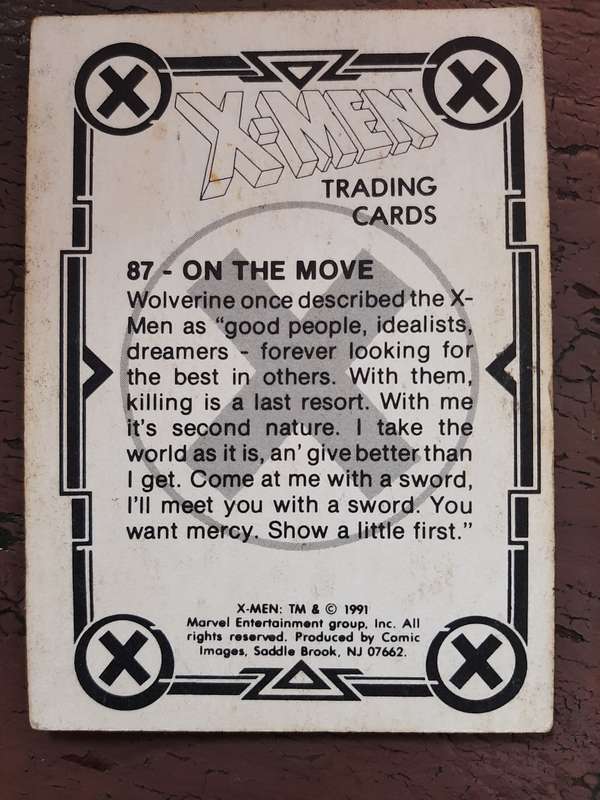 X-MEN
TRADING
CARDS
87 - ON THE MOVE
Wolverine once described the X-
Men as “good people, idealists,
dreamers - forever looking for
the best in others. With them,
killing is a last resort. With me
it’s second nature. I take the
world as it is, an’ give better than
I get. Come at me with a sword,
I’ll meet you with a sword. You
want mercy. Show a little first.”
X-MEN: TM & © 1991
Marvel Entertainment group, Inc. All
rights reserved. Produced by Comic
Images, Saddle Brook, NJ 07662.